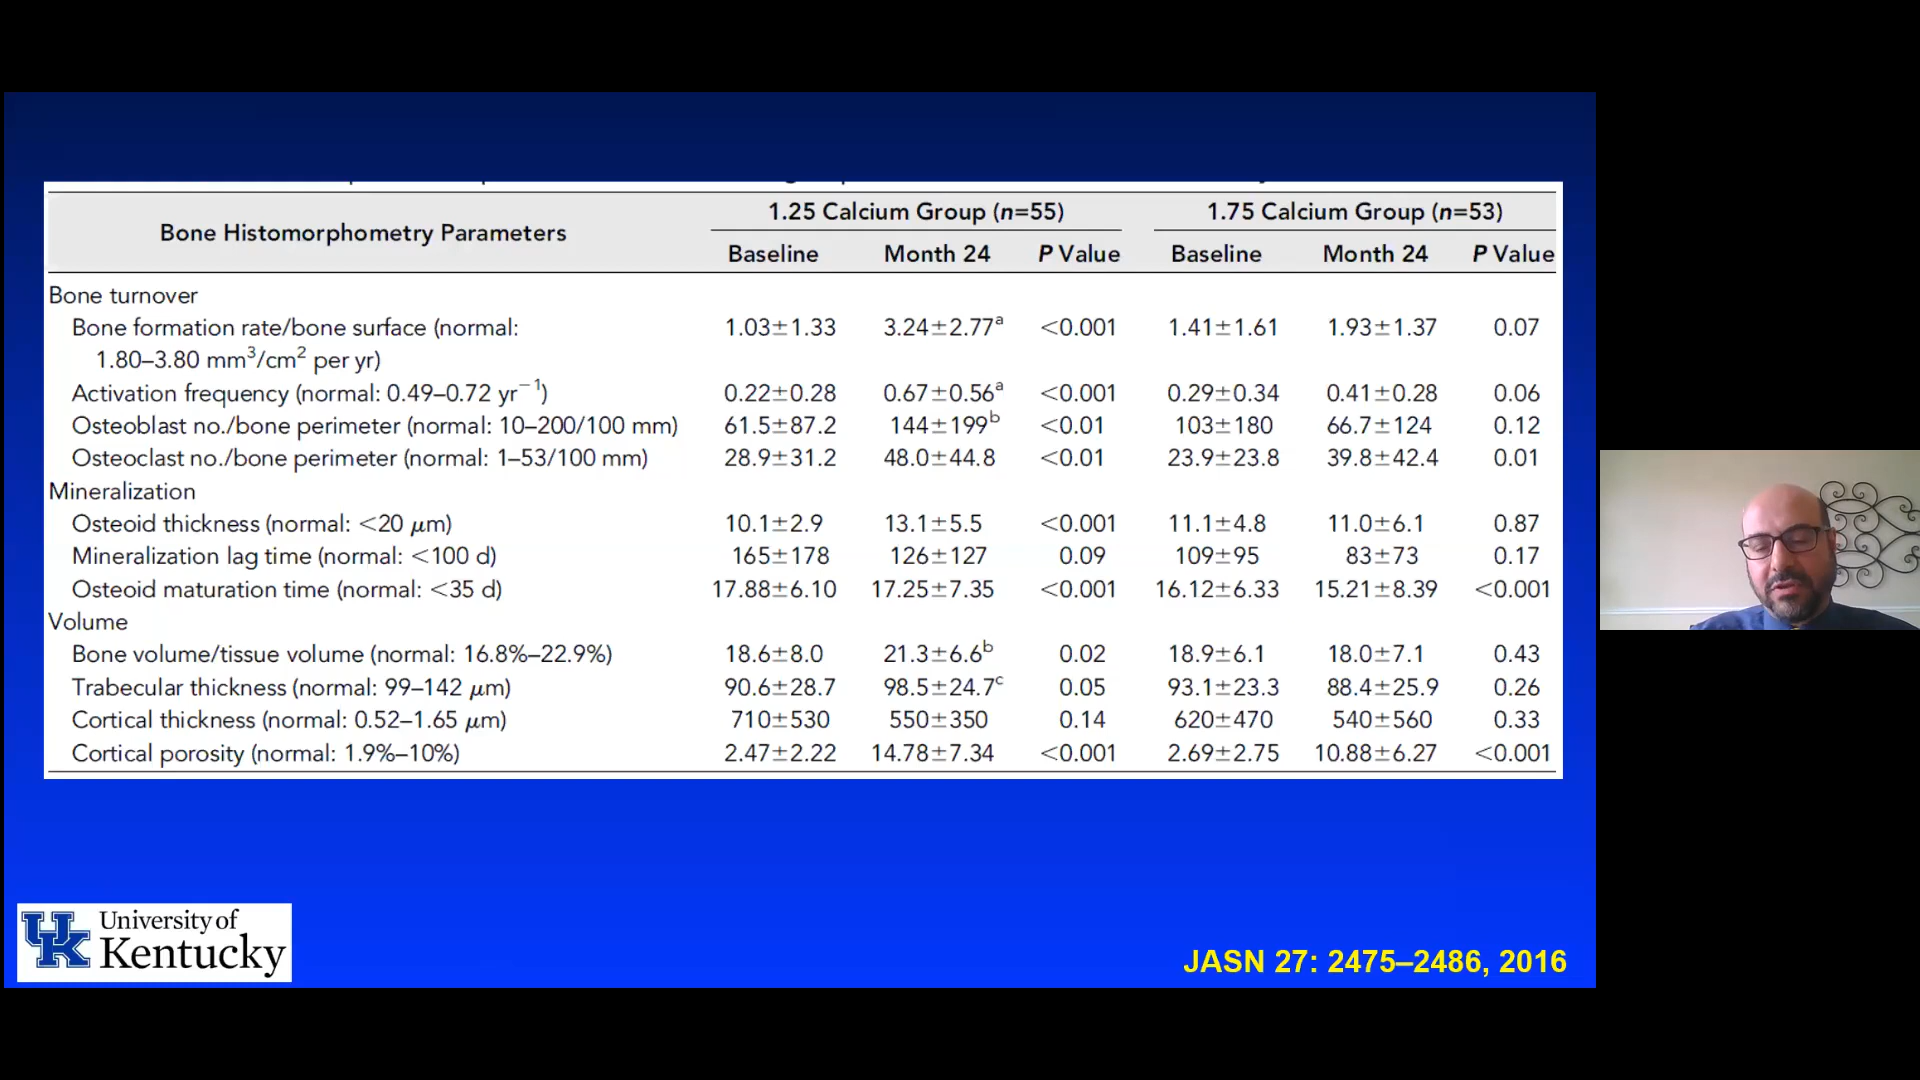 1.25 Calcium Group (n=55) 1.75 Calcium Group (n=53)
Bone Histomorphometry Parameters
Baseline Month 24 P Value Baseline Month 24 P Value
Bone turnover
Bone formation rate/bone surface (normal: 1.03±1.33 3.24±2.77ᵃ <0.001 1.41±1.61 1.93±1.37 0.07
1.80–3.80 mm³/cm² per yr)
Activation frequency (normal: 0.49–0.72 yr⁻¹) 0.22±0.28 0.67±0.56ᵃ <0.001 0.29±0.34 0.41±0.28 0.06
Osteoblast no./bone perimeter (normal: 10–200/100 mm) 61.5±87.2 144±199ᵇ <0.01 103±180 66.7±124 0.12
Osteoclast no./bone perimeter (normal: 1–53/100 mm) 28.9±31.2 48.0±44.8 <0.01 23.9±23.8 39.8±42.4 0.01
Mineralization
Osteoid thickness (normal: <20 μm) 10.1±2.9 13.1±5.5 <0.001 11.1±4.8 11.0±6.1 0.87
Mineralization lag time (normal: <100 d) 165±178 126±127 0.09 109±95 83±73 0.17
Osteoid maturation time (normal: <35 d) 17.88±6.10 17.25±7.35 <0.001 16.12±6.33 15.21±8.39 <0.001
Volume
Bone volume/tissue volume (normal: 16.8%–22.9%) 18.6±8.0 21.3±6.6ᵇ 0.02 18.9±6.1 18.0±7.1 0.43
Trabecular thickness (normal: 99–142 μm) 90.6±28.7 98.5±24.7ᶜ 0.05 93.1±23.3 88.4±25.9 0.26
Cortical thickness (normal: 0.52–1.65 μm) 710±530 550±350 0.14 620±470 540±560 0.33
Cortical porosity (normal: 1.9%–10%) 2.47±2.22 14.78±7.34 <0.001 2.69±2.75 10.88±6.27 <0.001
UK University of
Kentucky
JASN 27: 2475–2486, 2016